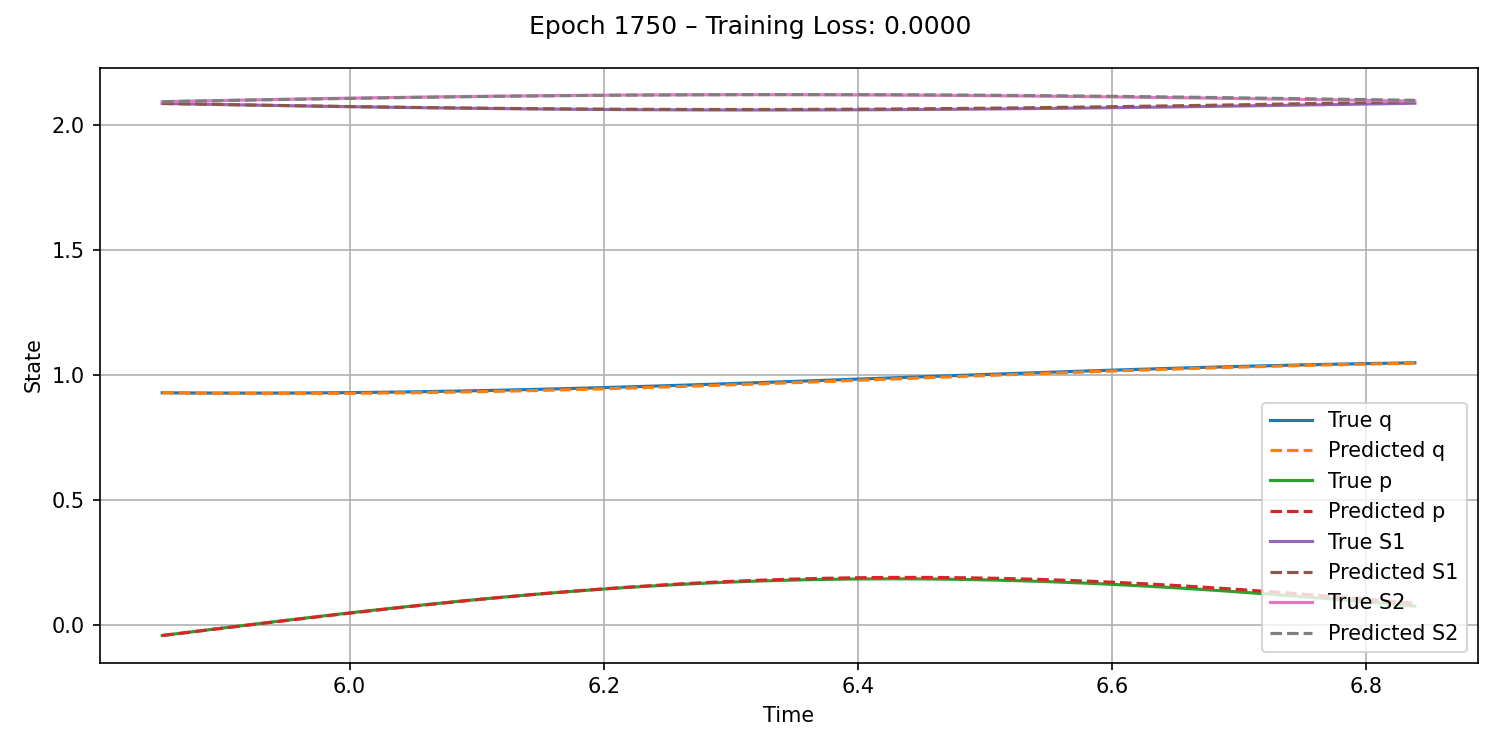 Epoch 1750 – Training Loss: 0.0000
State
2.0
1.5
1.0
0.5
0.0
True q
Predicted q
True p
Predicted p
True S1
Predicted S1
True S2
Predicted S2
6.0 6.2 6.4 6.6 6.8
Time